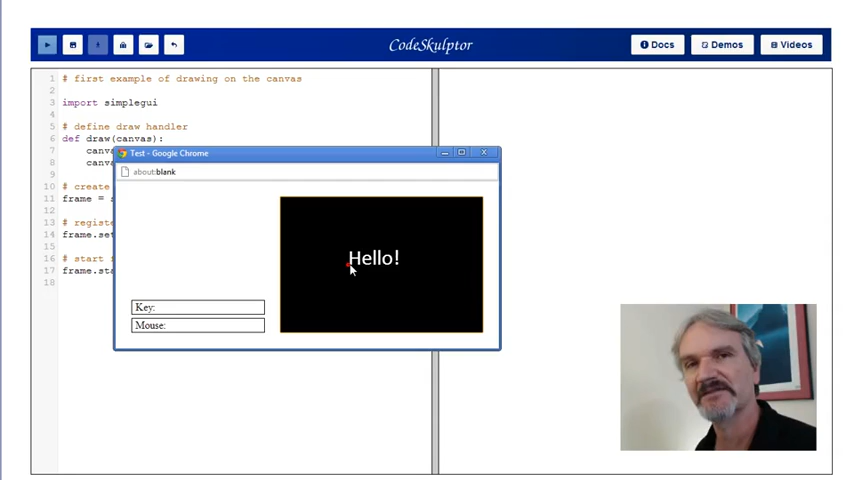 CodeSkulptor
Docs
Demos
Videos
1 # first example of drawing on the canvas
2
3 import simplegui
4
5 # define draw handler
6 def draw(canvas):
7 canva
8 canva
9
10 # create
11 frame = s
12
13 # registe
14 frame.set
15
16 # start f
17 frame.sta
18
Test - Google Chrome
about:blank
Hello!
Key:
Mouse: